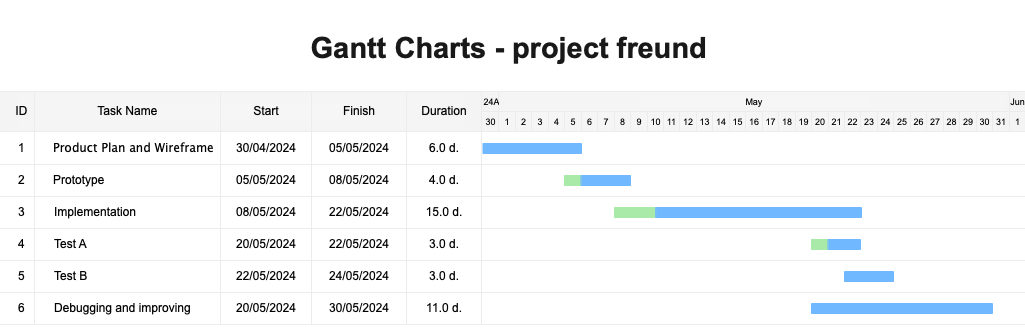 Gantt Charts - project freund
24A May Jun
ID Task Name Start Finish Duration
30 1 2 3 4 5 6 7 8 9 10 11 12 13 14 15 16 17 18 19 20 21 22 23 24 25 26 27 28 29 30 31 1
1 Product Plan and Wireframe 30/04/2024 05/05/2024 6.0 d.
2 Prototype 05/05/2024 08/05/2024 4.0 d.
3 Implementation 08/05/2024 22/05/2024 15.0 d.
4 Test A 20/05/2024 22/05/2024 3.0 d.
5 Test B 22/05/2024 24/05/2024 3.0 d.
6 Debugging and improving 20/05/2024 30/05/2024 11.0 d.